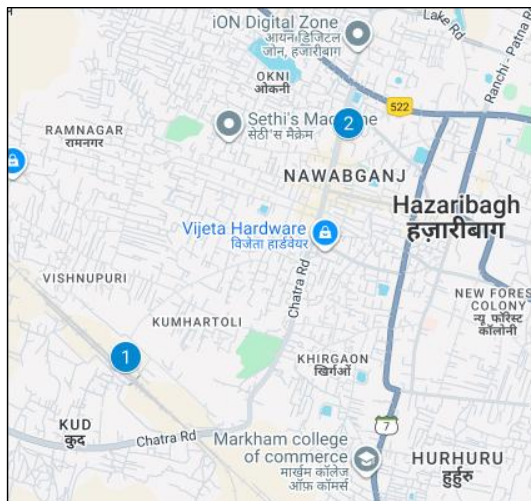 म
iON Digital Zone
आयन डिजिटल
जोन, हजारीबाग
Lake Rd
Ranchi - Patna R
OKNI
ओकनी
522
RAMNAGAR
रामनगर
Sethi's Mac
ne
सेठी'स मैक्रेम
2
NAWABGANJ
Hazaribagh
हज़ारीबाग
Vijeta Hardware
विजेता हार्डवेयर
VISHNUPURI
Chatra Rd
NEW FORES
COLONY
न्यू फॉरेस्ट
कॉलोनी
KUMHARTOLI
1
KHIRGAON
खिरगाओं
KUD
कुद
Chatra Rd
7
Markham college
of commerce
मार्खम कॉलेज
ऑफ़ कॉमर्स
HURHURU
हुर्हुरु